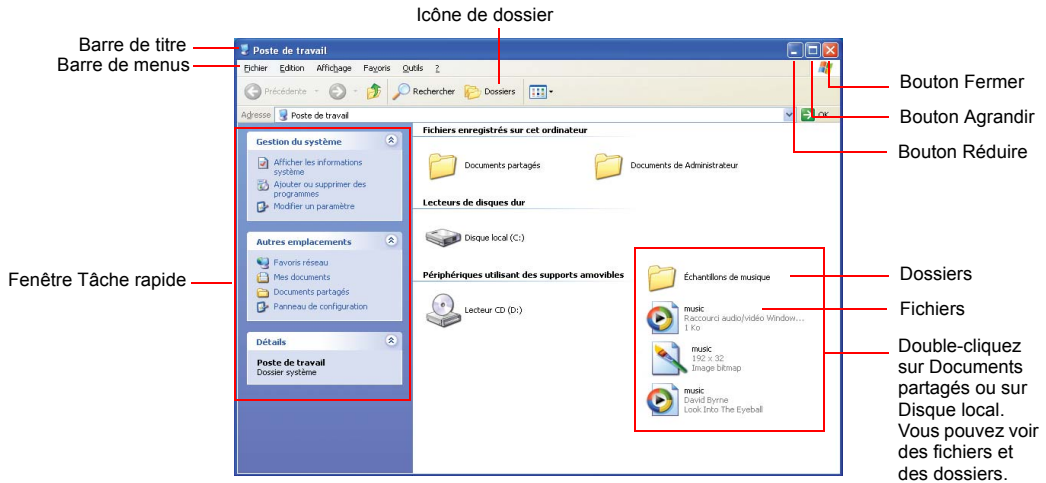 Icône de dossier
Barre de titre
Barre de menus
Poste de travail
Fichier Edition Affichage Favoris Outils ?
Précédente
Rechercher
Dossiers
Adresse
Poste de travail
OK
Bouton Fermer
Bouton Agrandir
Bouton Réduire
Fenêtre Tâche rapide
Gestion du système
Afficher les informations
système
Ajouter ou supprimer des
programmes
Modifier un paramètre
Autres emplacements
Favoris réseau
Mes documents
Documents partagés
Panneau de configuration
Détails
Poste de travail
Dossier système
Fichiers enregistrés sur cet ordinateur
Documents partagés
Documents de Administrateur
Lecteurs de disques dur
Disque local (C:)
Périphériques utilisant des supports amovibles
Lecteur CD (D:)
Échantillons de musique
music
Raccourci audio/vidéo Window...
1 Ko
music
192 x 32
Image bitmap
music
David Byrne
Look Into The Eyeball
Dossiers
Fichiers
Double-cliquez
sur Documents
partagés ou sur
Disque local.
Vous pouvez voir
des fichiers et
des dossiers.